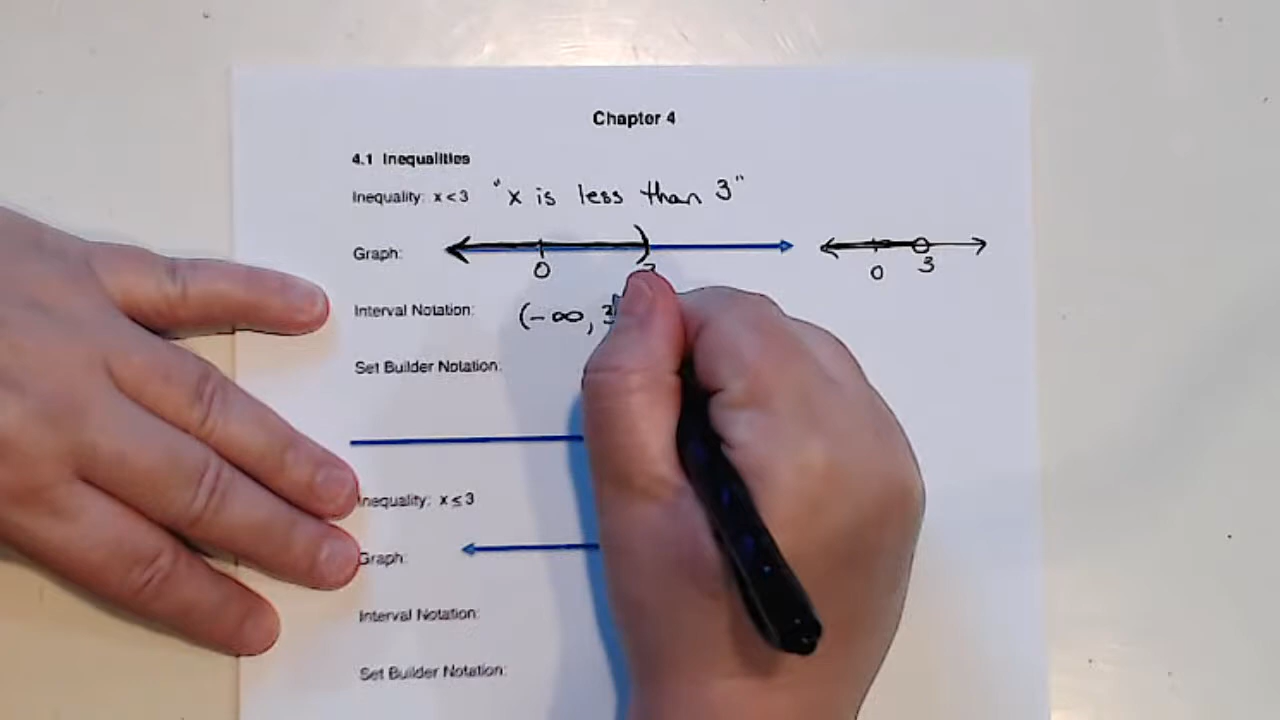 Chapter 4
4.1 Inequalities
Inequality: x < 3 "x is less than 3"
Graph:
0
0 3
Interval Notation: (-∞, 3
Set Builder Notation:
Inequality: x ≤ 3
Graph:
Interval Notation:
Set Builder Notation: